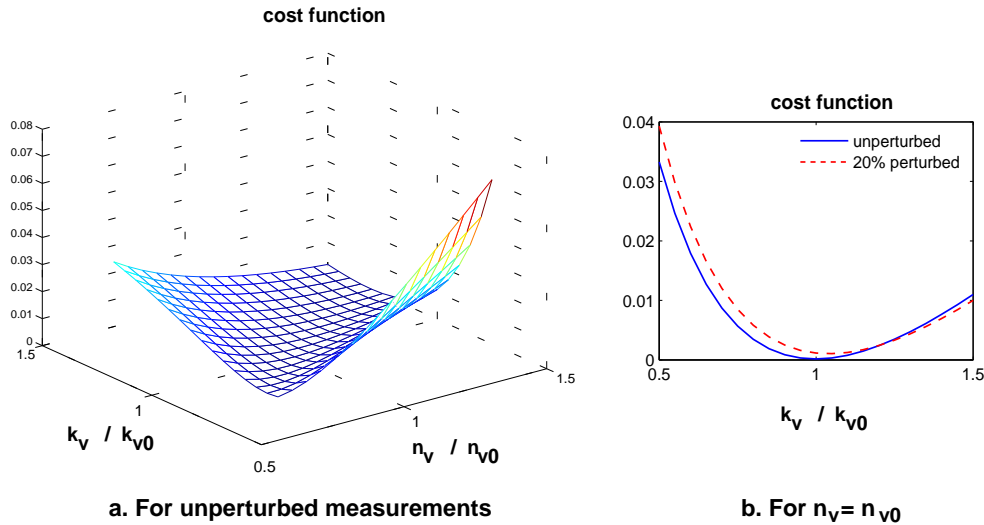 cost function
0.08
0.07
0.06
0.05
0.04
0.03
0.02
0.01
0
1.5
1
0.5
1
1.5
k_v / k_v0
n_v / n_v0
a. For unperturbed measurements
cost function
0.04
0.03
0.02
0.01
0
0.5
1
1.5
unperturbed
20% perturbed
k_v / k_v0
b. For n_v = n_v0